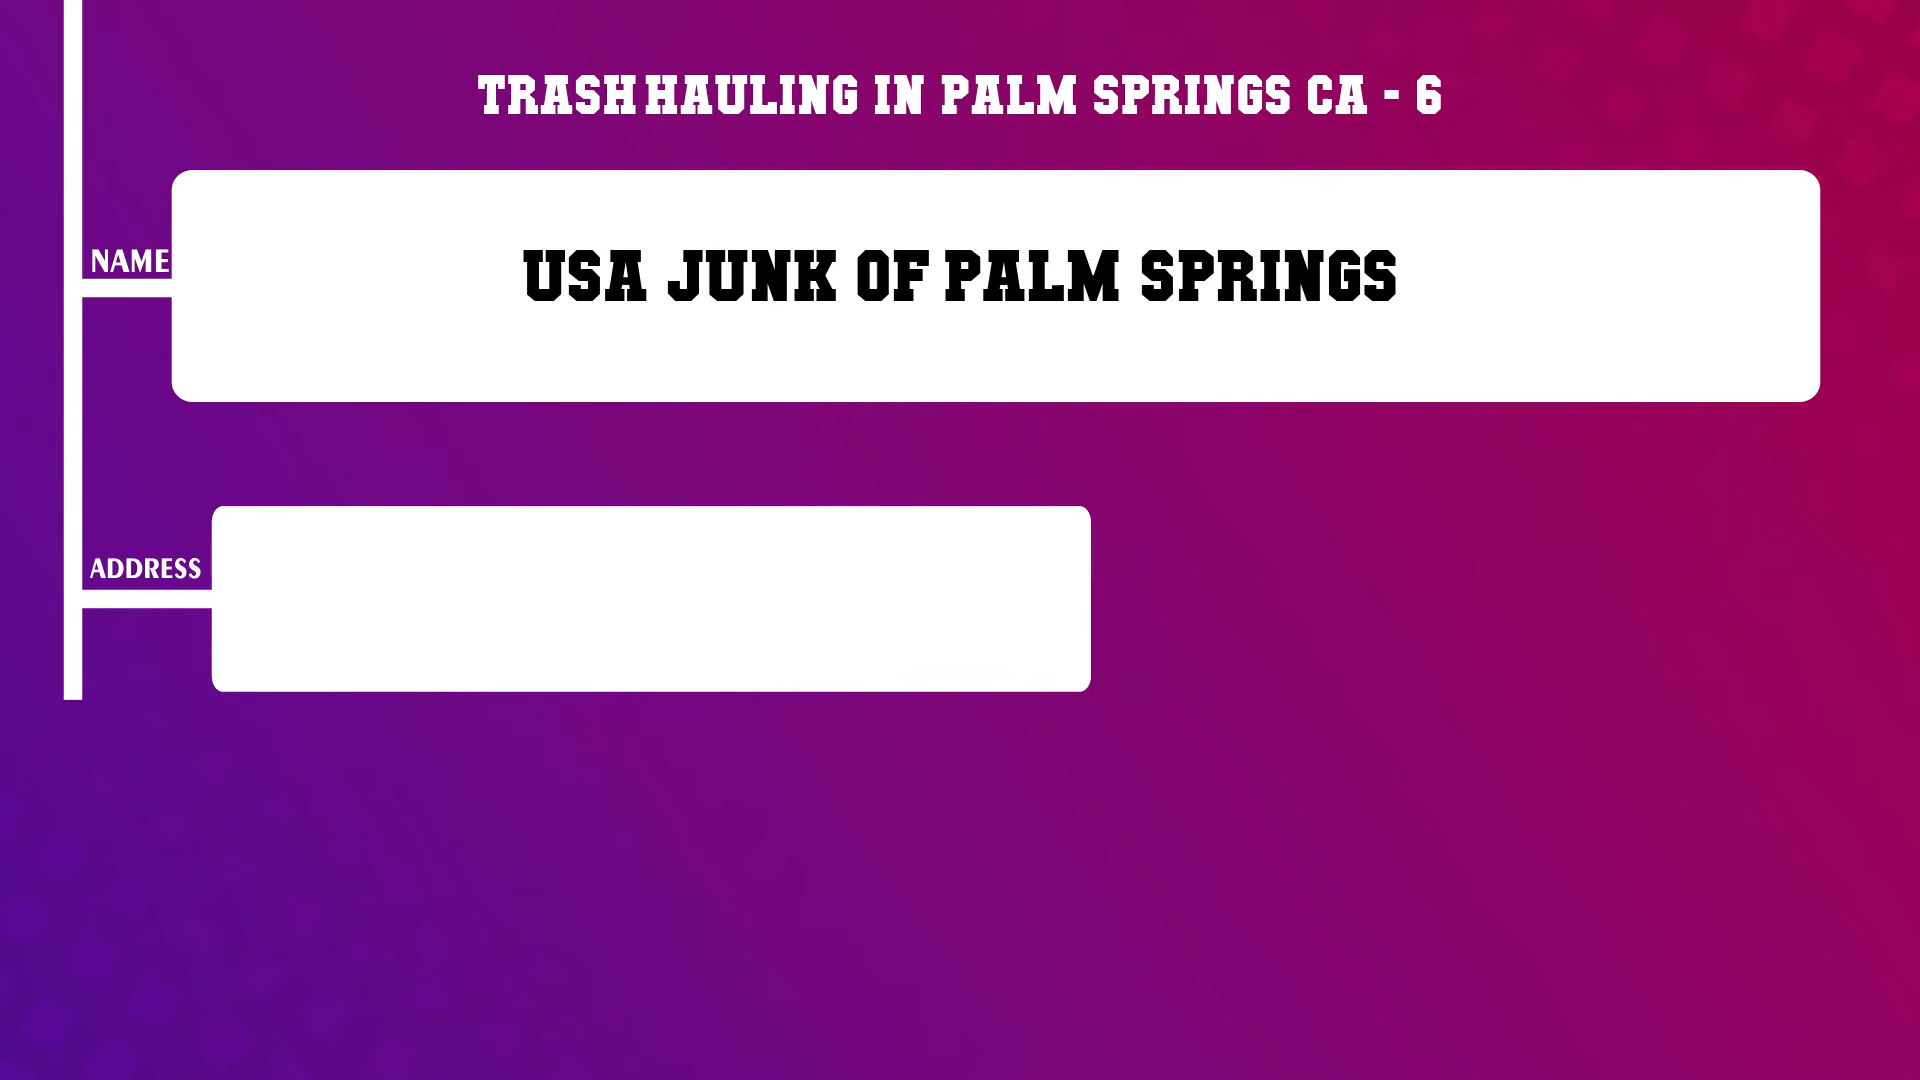 TRASH HAULING IN PALM SPRINGS CA - 6
NAME
USA JUNK OF PALM SPRINGS
ADDRESS